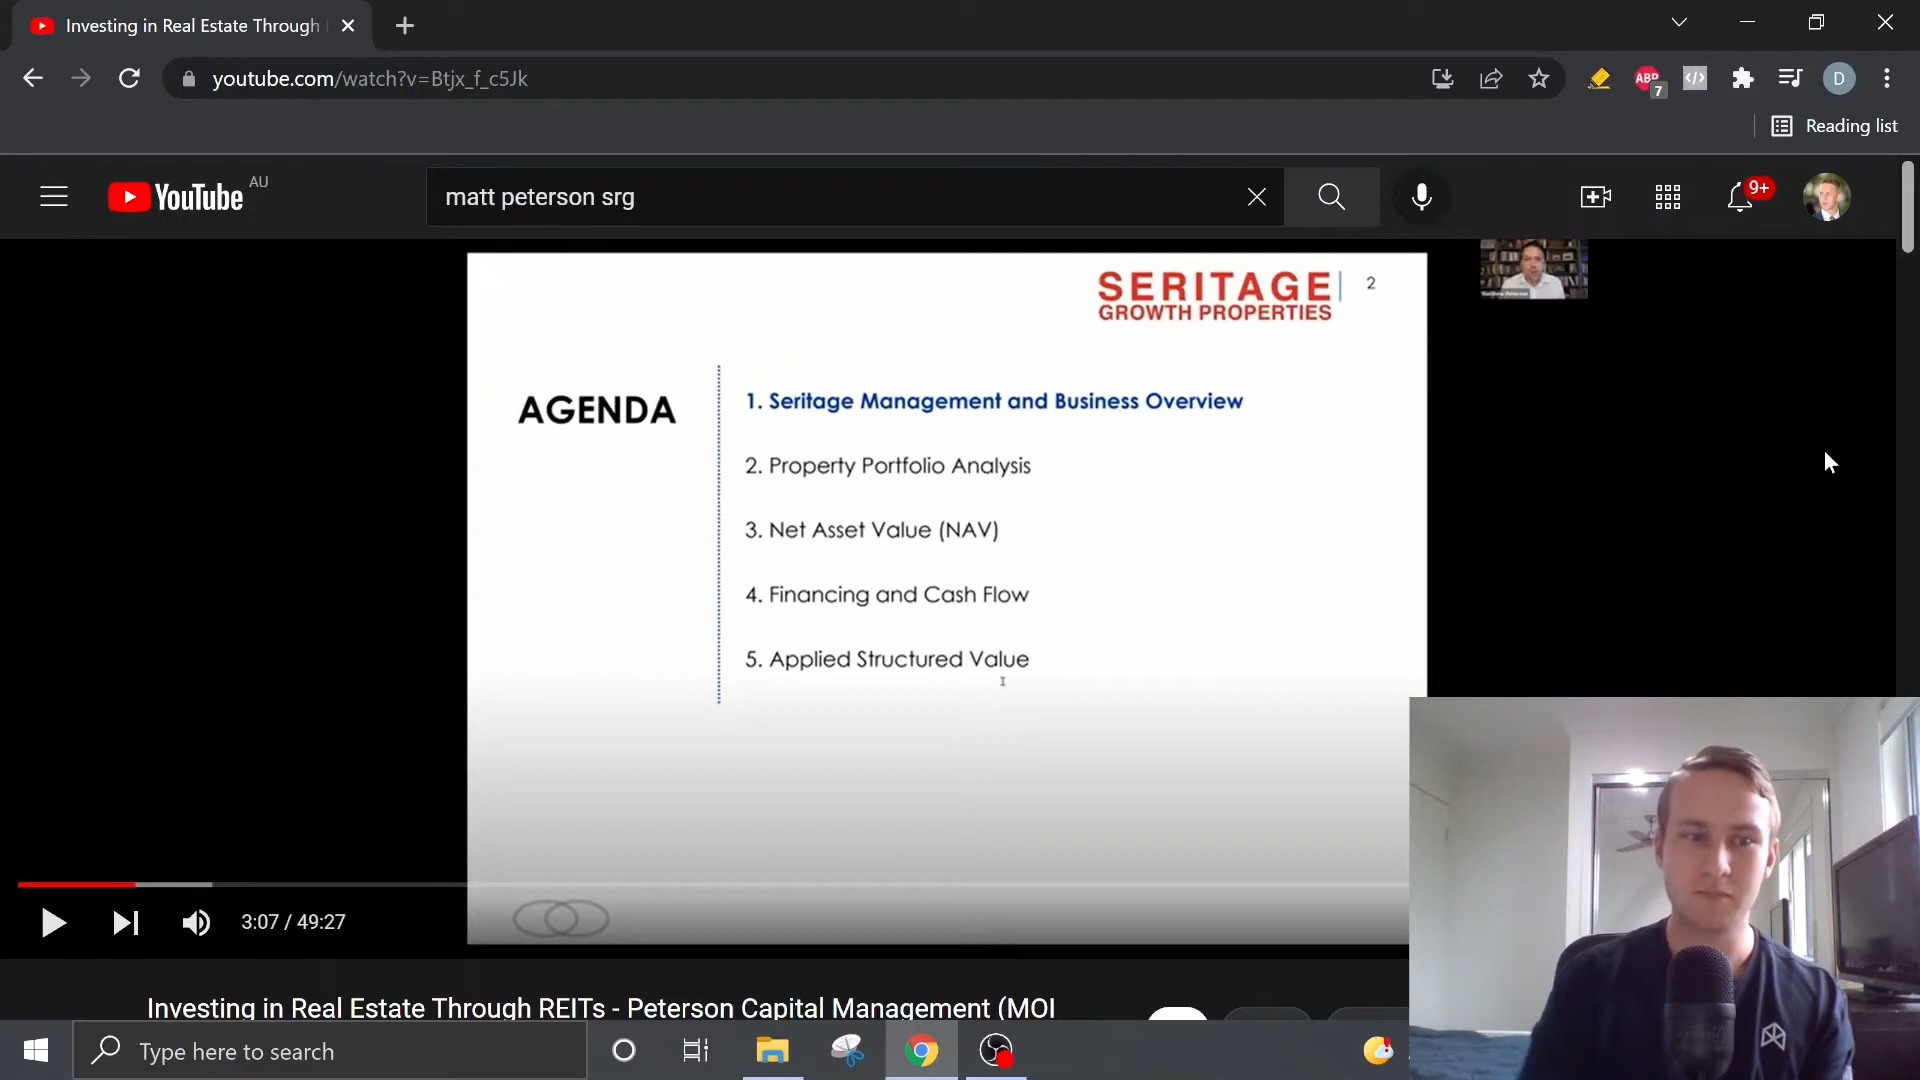 Investing in Real Estate Through
youtube.com/watch?v=Btjx_f_c5Jk
ABP
7
D
Reading list
YouTube
AU
matt peterson srg
9+
SERITAGE
GROWTH PROPERTIES
2
AGENDA
1. Seritage Management and Business Overview
2. Property Portfolio Analysis
3. Net Asset Value (NAV)
4. Financing and Cash Flow
5. Applied Structured Value
3:07 / 49:27
Investing in Real Estate Through REITs - Peterson Capital Management (MOI
Type here to search